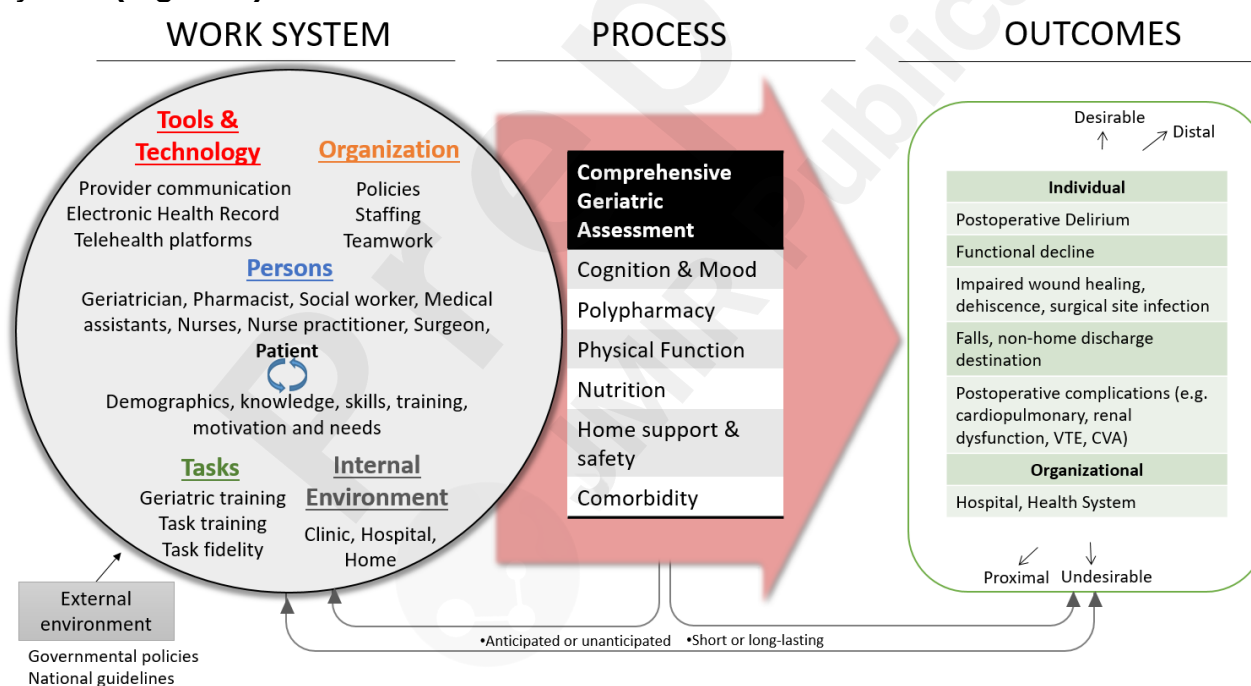 WORK SYSTEM
PROCESS
OUTCOMES
Tools &
Technology
Provider communication
Electronic Health Record
Telehealth platforms
Organization
Policies
Staffing
Teamwork
Persons
Geriatrician, Pharmacist, Social worker, Medical
assistants, Nurses, Nurse practitioner, Surgeon,
Patient
Demographics, knowledge, skills, training,
motivation and needs
Tasks
Geriatric training
Task training
Task fidelity
Internal
Environment
Clinic, Hospital,
Home
External
environment
Governmental policies
National guidelines
Comprehensive
Geriatric
Assessment
Cognition & Mood
Polypharmacy
Physical Function
Nutrition
Home support &
safety
Comorbidity
Desirable
Distal
Individual
Postoperative Delirium
Functional decline
Impaired wound healing,
dehiscence, surgical site infection
Falls, non-home discharge
destination
Postoperative complications (e.g.
cardiopulmonary, renal
dysfunction, VTE, CVA)
Organizational
Hospital, Health System
Proximal
Undesirable
•Anticipated or unanticipated •Short or long-lasting
Prep
JMIR Public